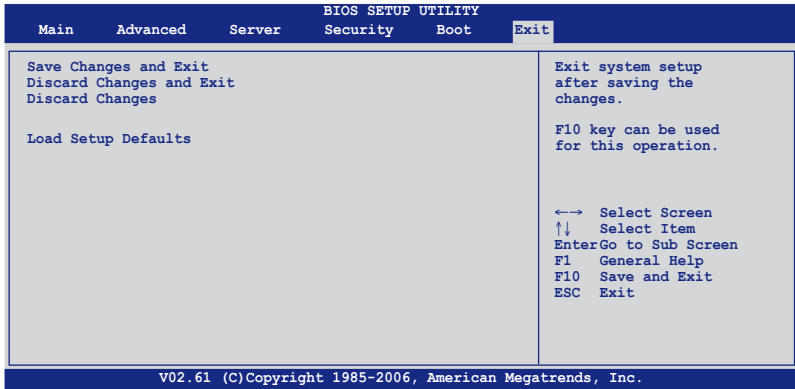 BIOS SETUP UTILITY
Main Advanced Server Security Boot Exit
Save Changes and Exit
Discard Changes and Exit
Discard Changes
Load Setup Defaults
Exit system setup
after saving the
changes.
F10 key can be used
for this operation.
←→ Select Screen
↑↓ Select Item
EnterGo to Sub Screen
F1 General Help
F10 Save and Exit
ESC Exit
V02.61 (C)Copyright 1985-2006, American Megatrends, Inc.